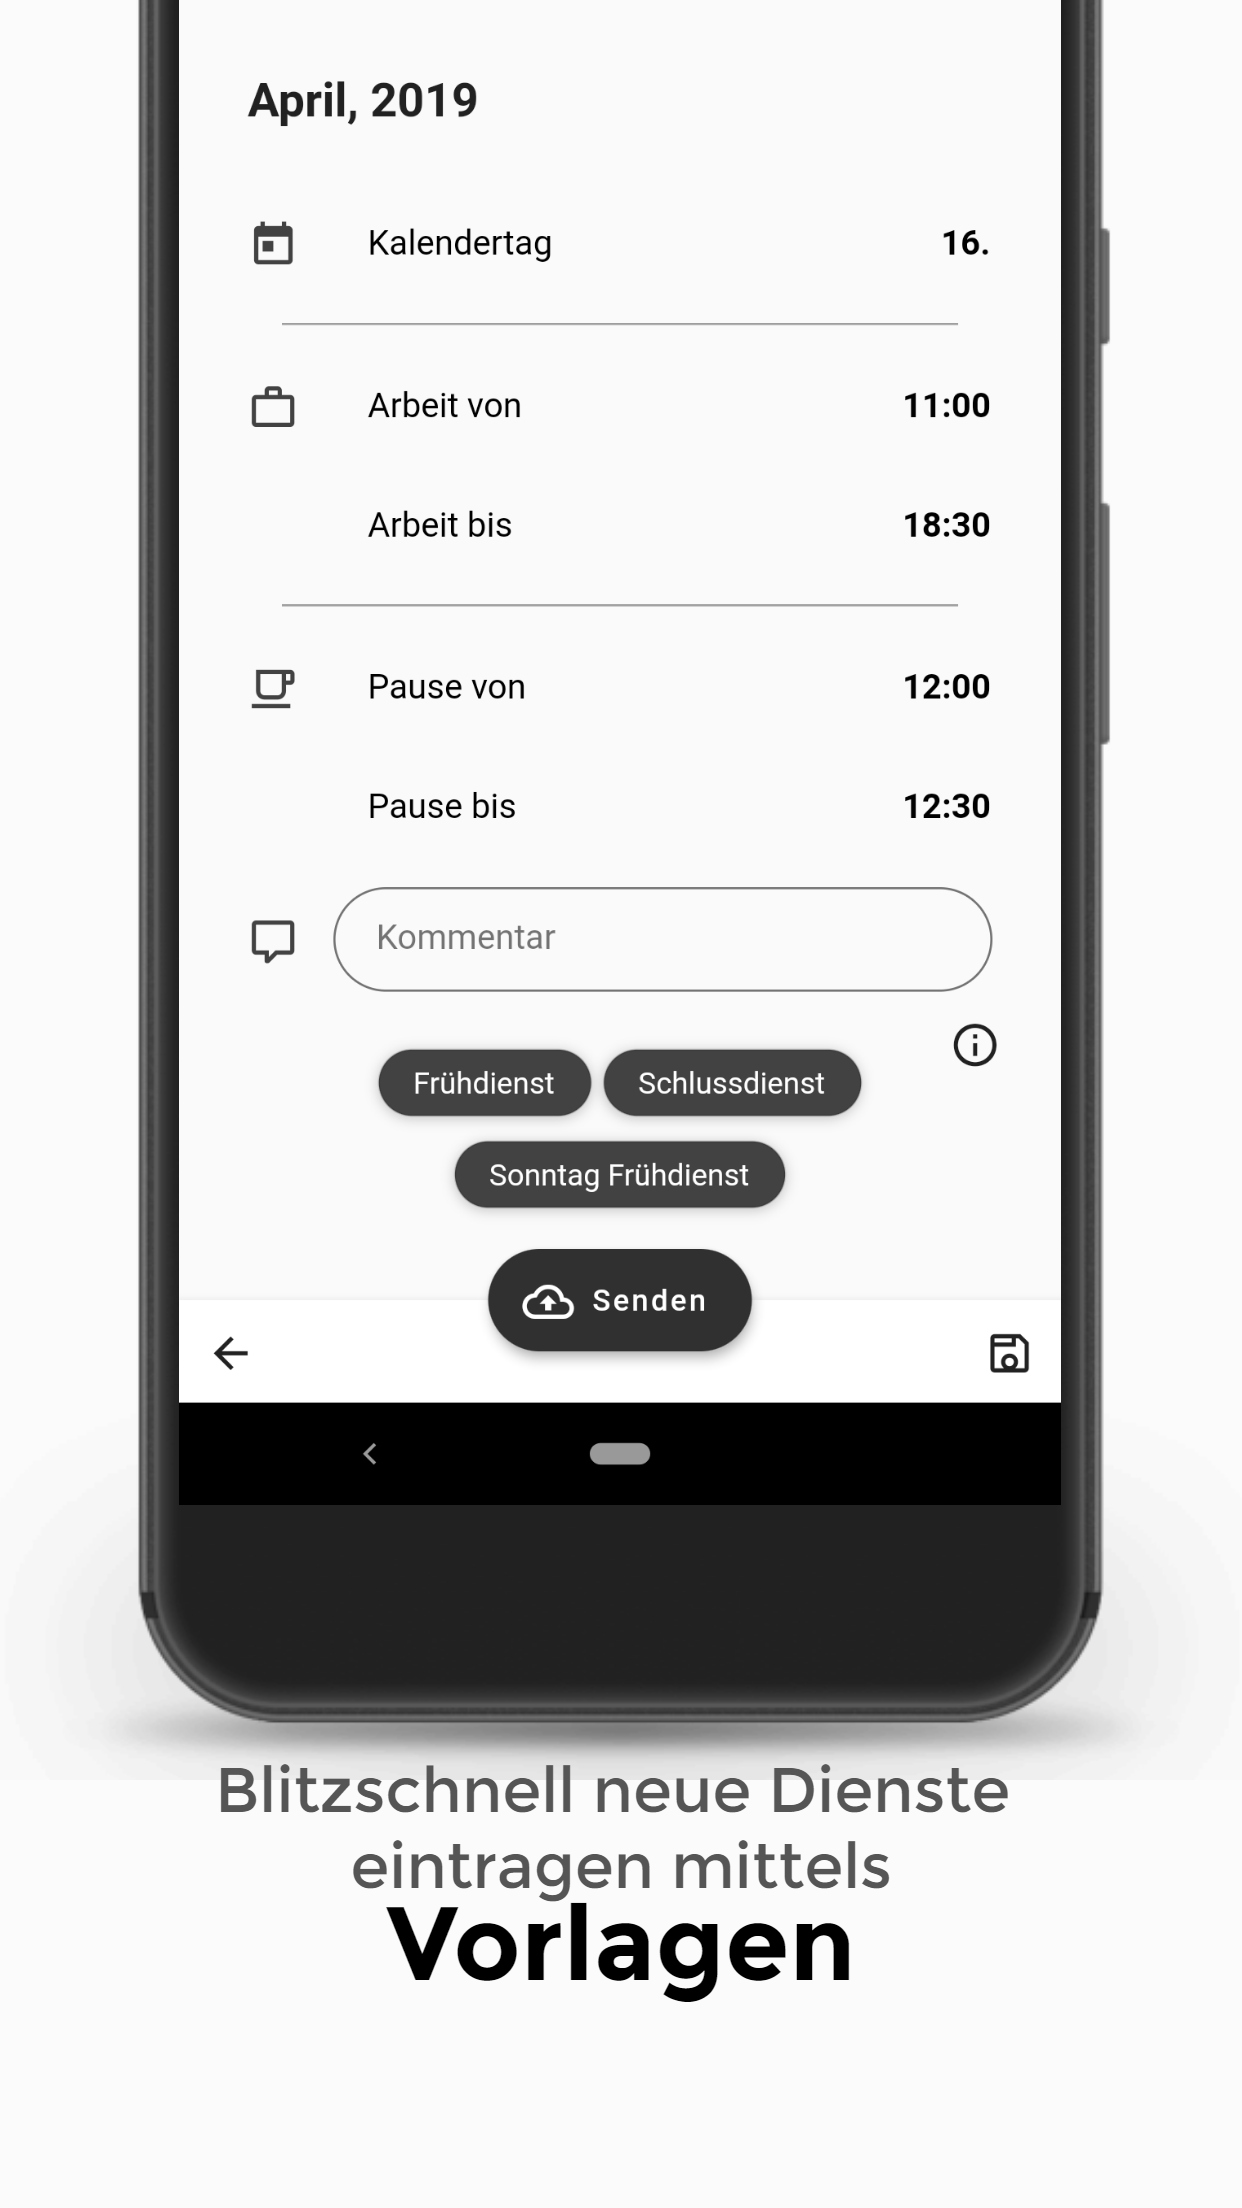 April, 2019
Kalendertag 16.
Arbeit von 11:00
Arbeit bis 18:30
Pause von 12:00
Pause bis 12:30
Kommentar
Frühdienst Schlussdienst
Sonntag Frühdienst
Senden
Blitzschnell neue Dienste
eintragen mittels
Vorlagen